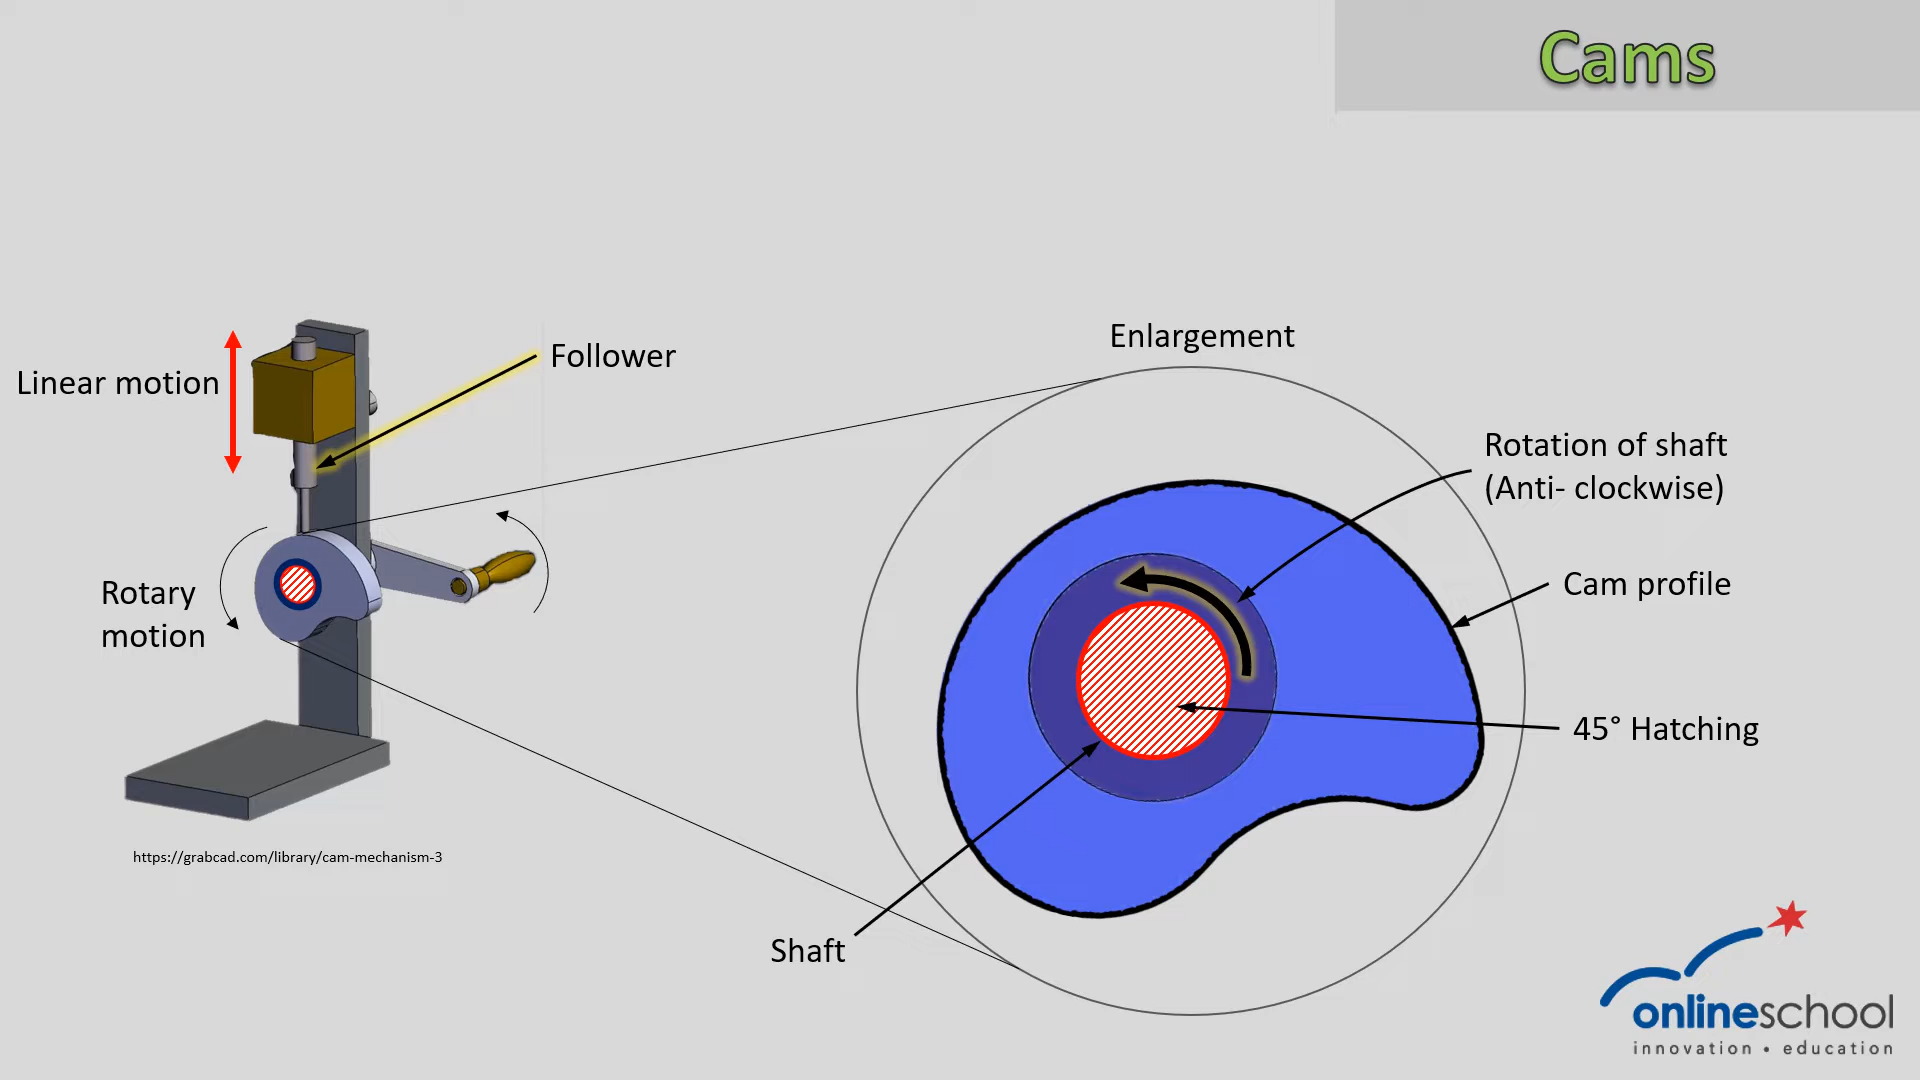 Cams
Enlargement
Follower
Linear motion
Rotation of shaft
(Anti- clockwise)
Cam profile
Rotary
motion
45° Hatching
https://grabcad.com/library/cam-mechanism-3
Shaft
onlineschool
innovation • education